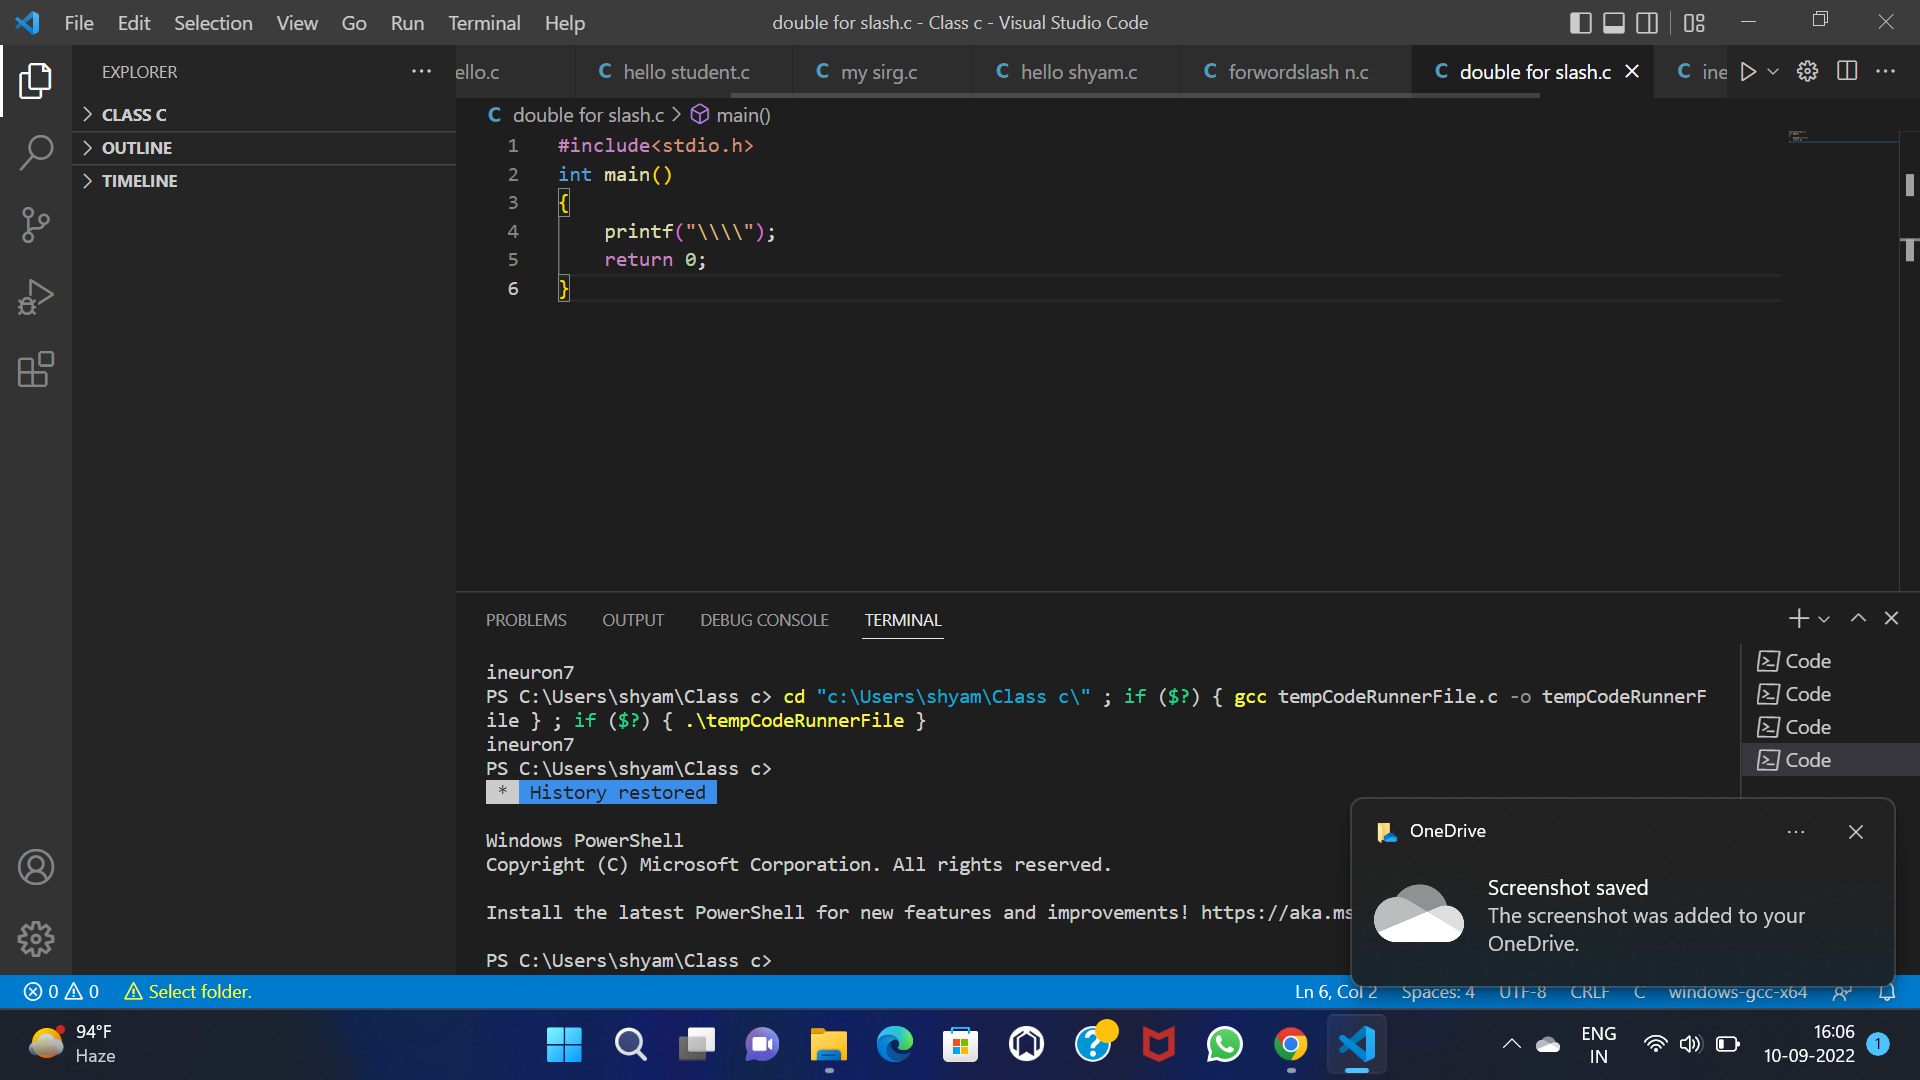 File Edit Selection View Go Run Terminal Help
double for slash.c - Class c - Visual Studio Code
EXPLORER
CLASS C
OUTLINE
TIMELINE
ello.c
C hello student.c
C my sirg.c
C hello shyam.c
C forwordslash n.c
C double for slash.c
C ine
C double for slash.c > main()
1 #include<stdio.h>
2 int main()
3 {
4 printf("\\\\");
5 return 0;
6 }
PROBLEMS OUTPUT DEBUG CONSOLE TERMINAL
ineuron7
PS C:\Users\shyam\Class c> cd "c:\Users\shyam\Class c\" ; if ($?) { gcc tempCodeRunnerFile.c -o tempCodeRunnerF
ile } ; if ($?) { .\tempCodeRunnerFile }
ineuron7
PS C:\Users\shyam\Class c>
* History restored
Windows PowerShell
Copyright (C) Microsoft Corporation. All rights reserved.
Install the latest PowerShell for new features and improvements! https://aka.ms
PS C:\Users\shyam\Class c>
Code
Code
Code
Code
OneDrive
Screenshot saved
The screenshot was added to your
OneDrive.
0 0 Select folder.
Ln 6, Col 2 Spaces: 4 UTF-8 CRLF C windows-gcc-x64
94°F
Haze
ENG
IN
16:06
10-09-2022
1